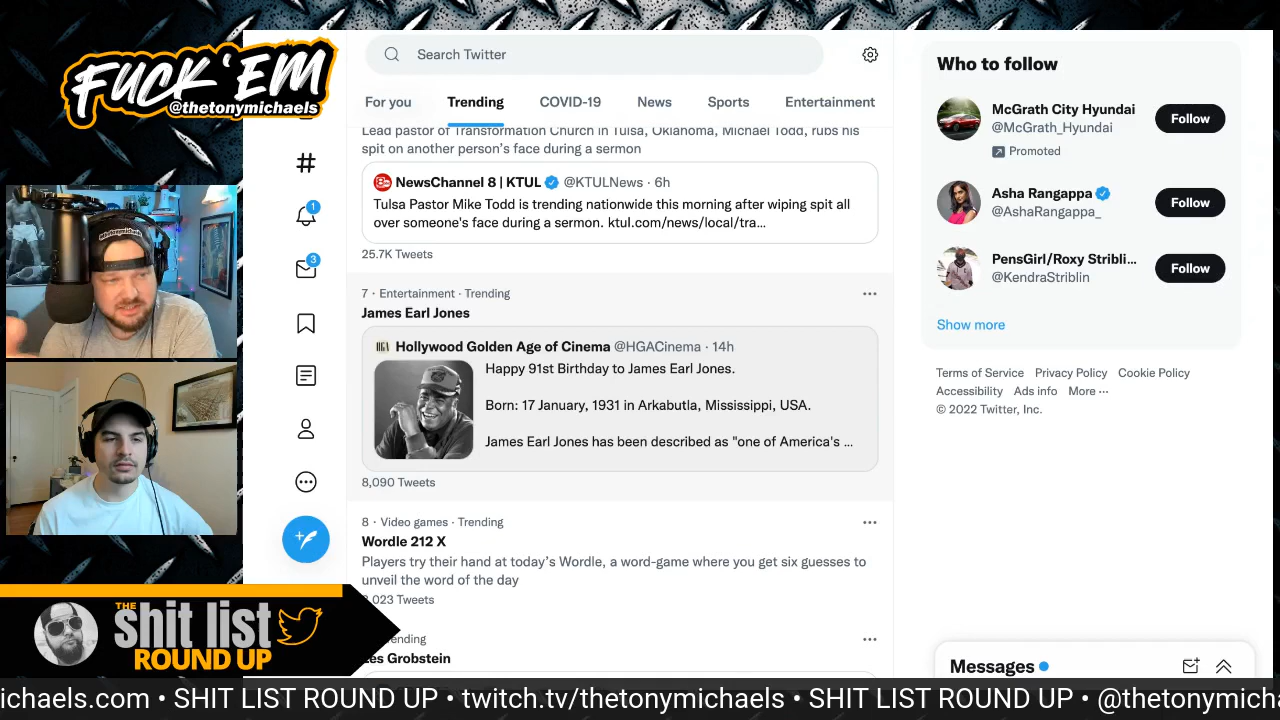 FUCK 'EM
@thetonymichaels
Search Twitter
For you
Trending
COVID-19
News
Sports
Entertainment
Lead pastor of Transformation Church in Tulsa, Oklahoma, Michael Todd, rubs his
spit on another person's face during a sermon
NewsChannel 8 | KTUL @KTULNews · 6h
Tulsa Pastor Mike Todd is trending nationwide this morning after wiping spit all
over someone's face during a sermon. ktul.com/news/local/tra...
25.7K Tweets
7 · Entertainment · Trending
James Earl Jones
HGA Hollywood Golden Age of Cinema @HGACinema · 14h
Happy 91st Birthday to James Earl Jones.
Born: 17 January, 1931 in Arkabutla, Mississippi, USA.
James Earl Jones has been described as "one of America's ...
8,090 Tweets
8 · Video games · Trending
Wordle 212 X
Players try their hand at today's Wordle, a word-game where you get six guesses to
unveil the word of the day
,023 Tweets
ending
es Grobstein
1
3
Who to follow
McGrath City Hyundai
@McGrath_Hyundai
Follow
Promoted
Asha Rangappa
@AshaRangappa_
Follow
PensGirl/Roxy Stribli...
@KendraStriblin
Follow
Show more
Terms of Service Privacy Policy Cookie Policy
Accessibility Ads info More ···
© 2022 Twitter, Inc.
Messages
THE
shit list
ROUND UP
ichaels.com • SHIT LIST ROUND UP • twitch.tv/thetonymichaels • SHIT LIST ROUND UP • @thetonymicha